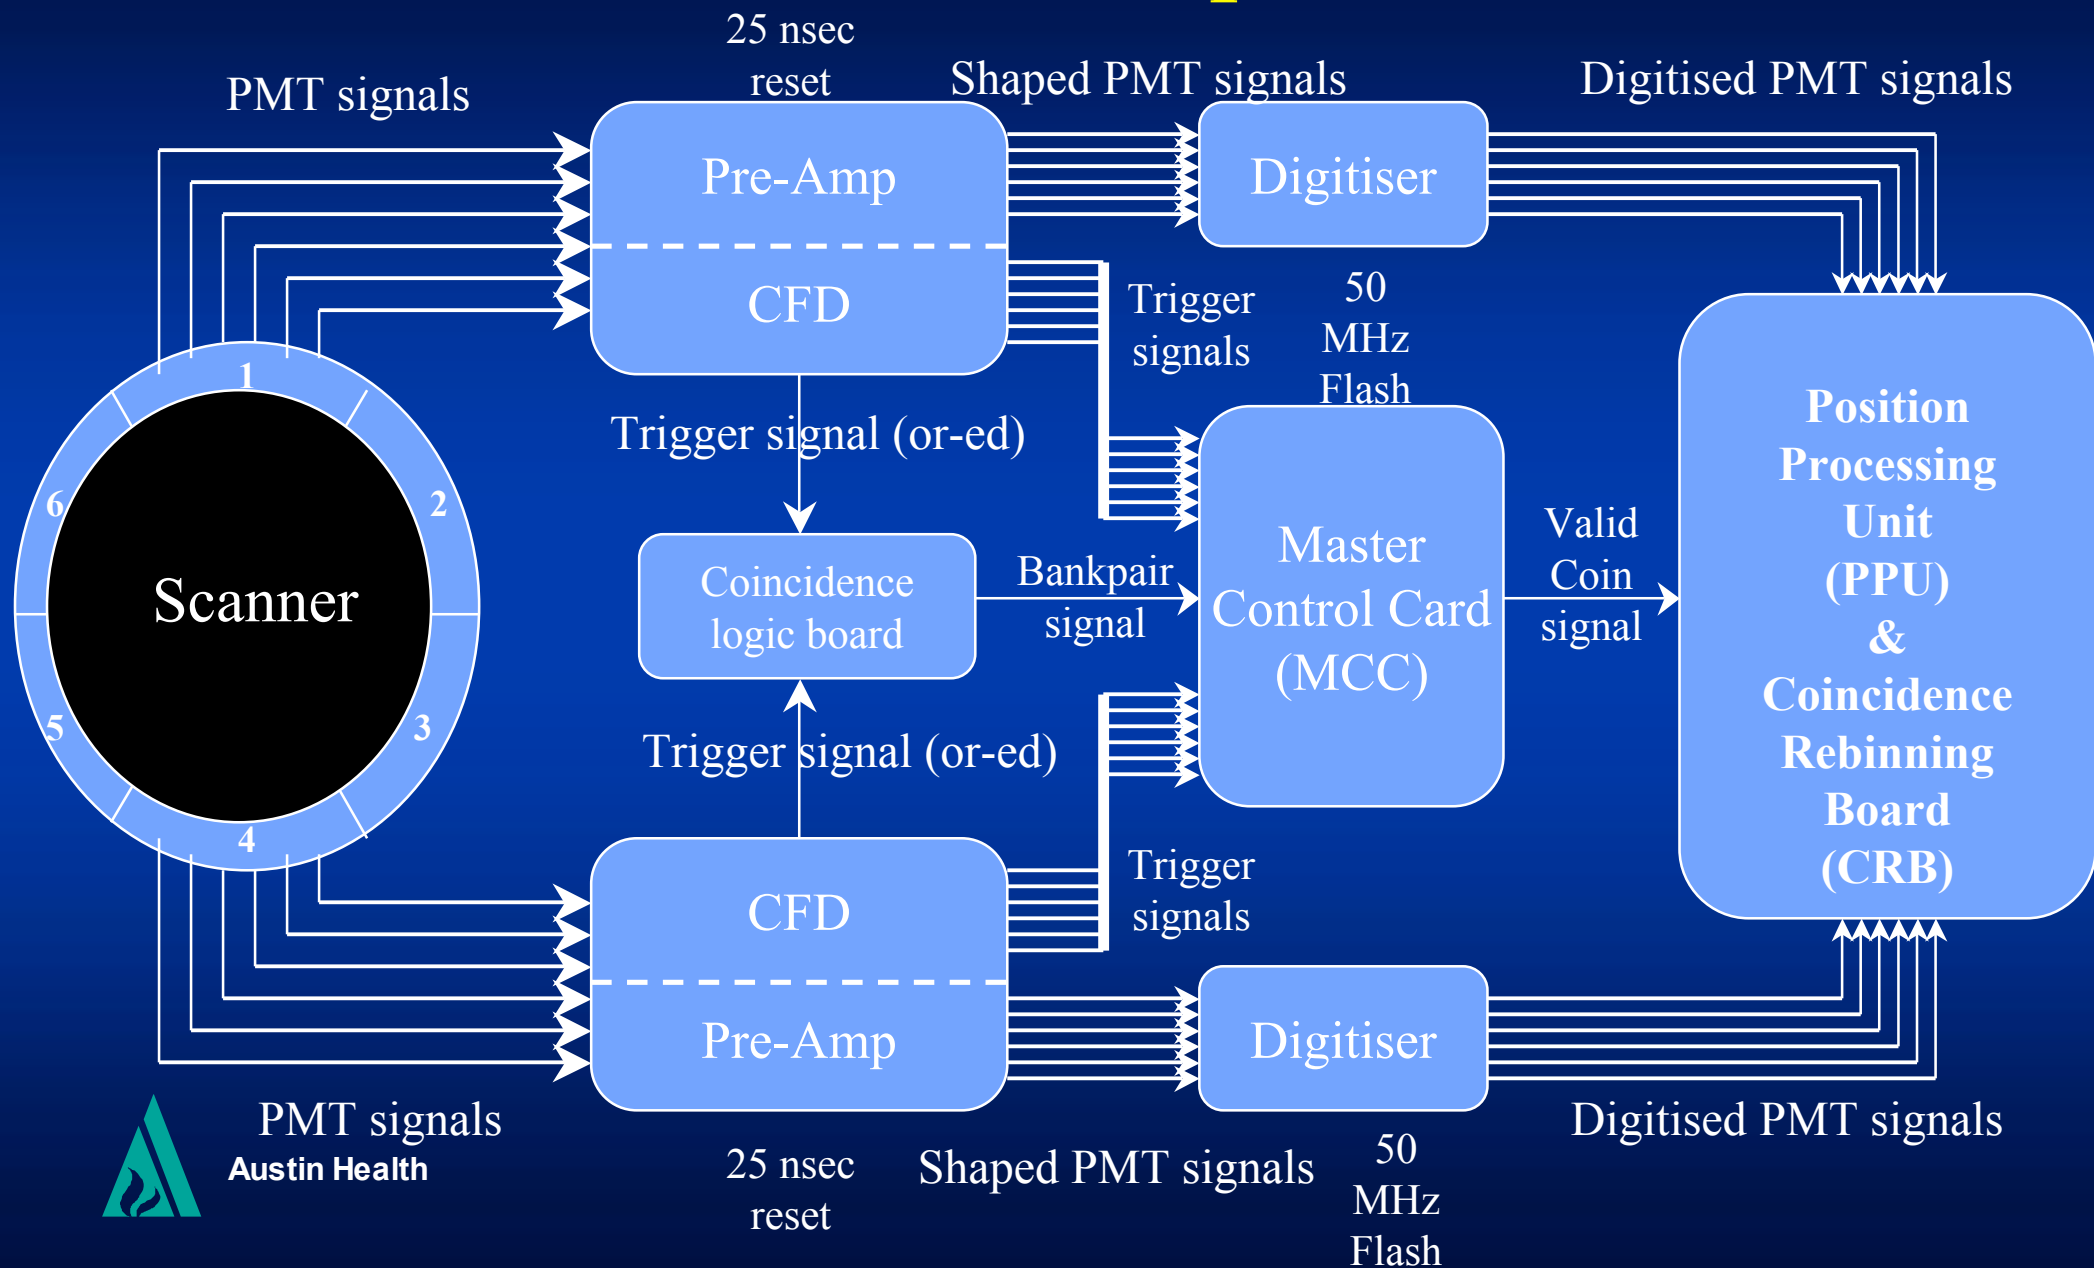 25 nsec
reset
PMT signals
Shaped PMT signals
Digitised PMT signals
Pre-Amp
CFD
Digitiser
Trigger
signals
50
MHz
Flash
Trigger signal (or-ed)
1
2
3
4
5
6
Scanner
Coincidence
logic board
Bankpair
signal
Master
Control Card
(MCC)
Valid
Coin
signal
Position
Processing
Unit
(PPU)
&
Coincidence
Rebinning
Board
(CRB)
Trigger signal (or-ed)
Trigger
signals
CFD
Pre-Amp
Digitiser
PMT signals
Austin Health
25 nsec
reset
Shaped PMT signals
50
MHz
Flash
Digitised PMT signals